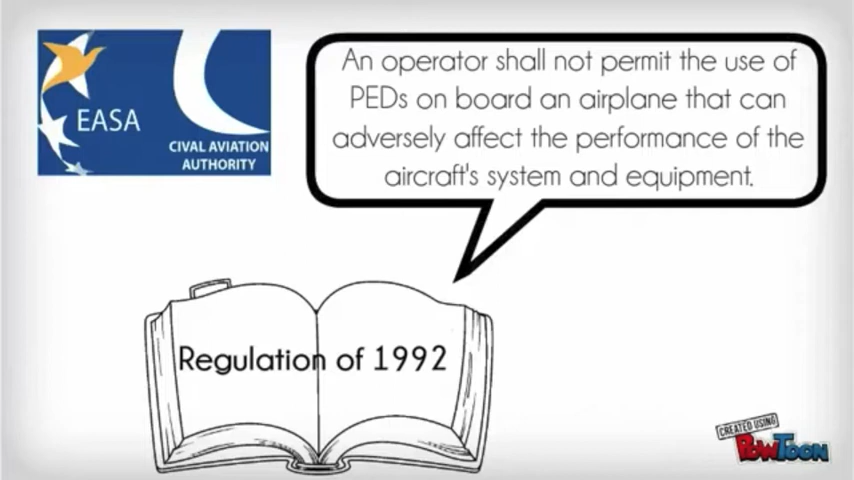 EASA
CIVAL AVIATION
AUTHORITY
An operator shall not permit the use of
PEDs on board an airplane that can
adversely affect the performance of the
aircraft's system and equipment.
Regulation of 1992
CREATED USING
POWTOON